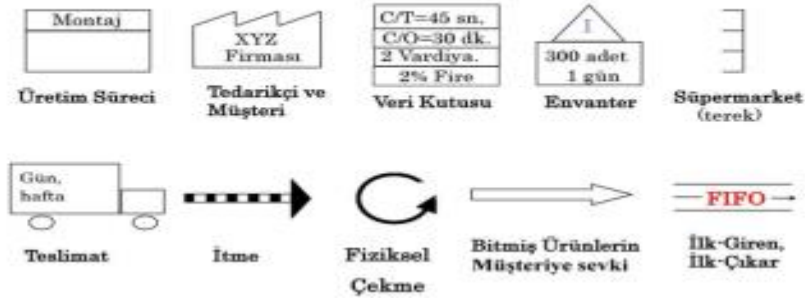 Montaj
XYZ
Firması
C/T=45 sn,
C/O=30 dk.
2 Vardiya.
2% Fire
I
300 adet
1 gün
Üretim Süreci
Tedarikçi ve
Müşteri
Veri Kutusu
Envanter
Süpermarket
(terek)
Gün,
hafta
FIFO
Teslimat
İtme
Fiziksel
Çekme
Bitmiş Ürünlerin
Müşteriye sevki
İlk-Giren,
İlk-Çıkar